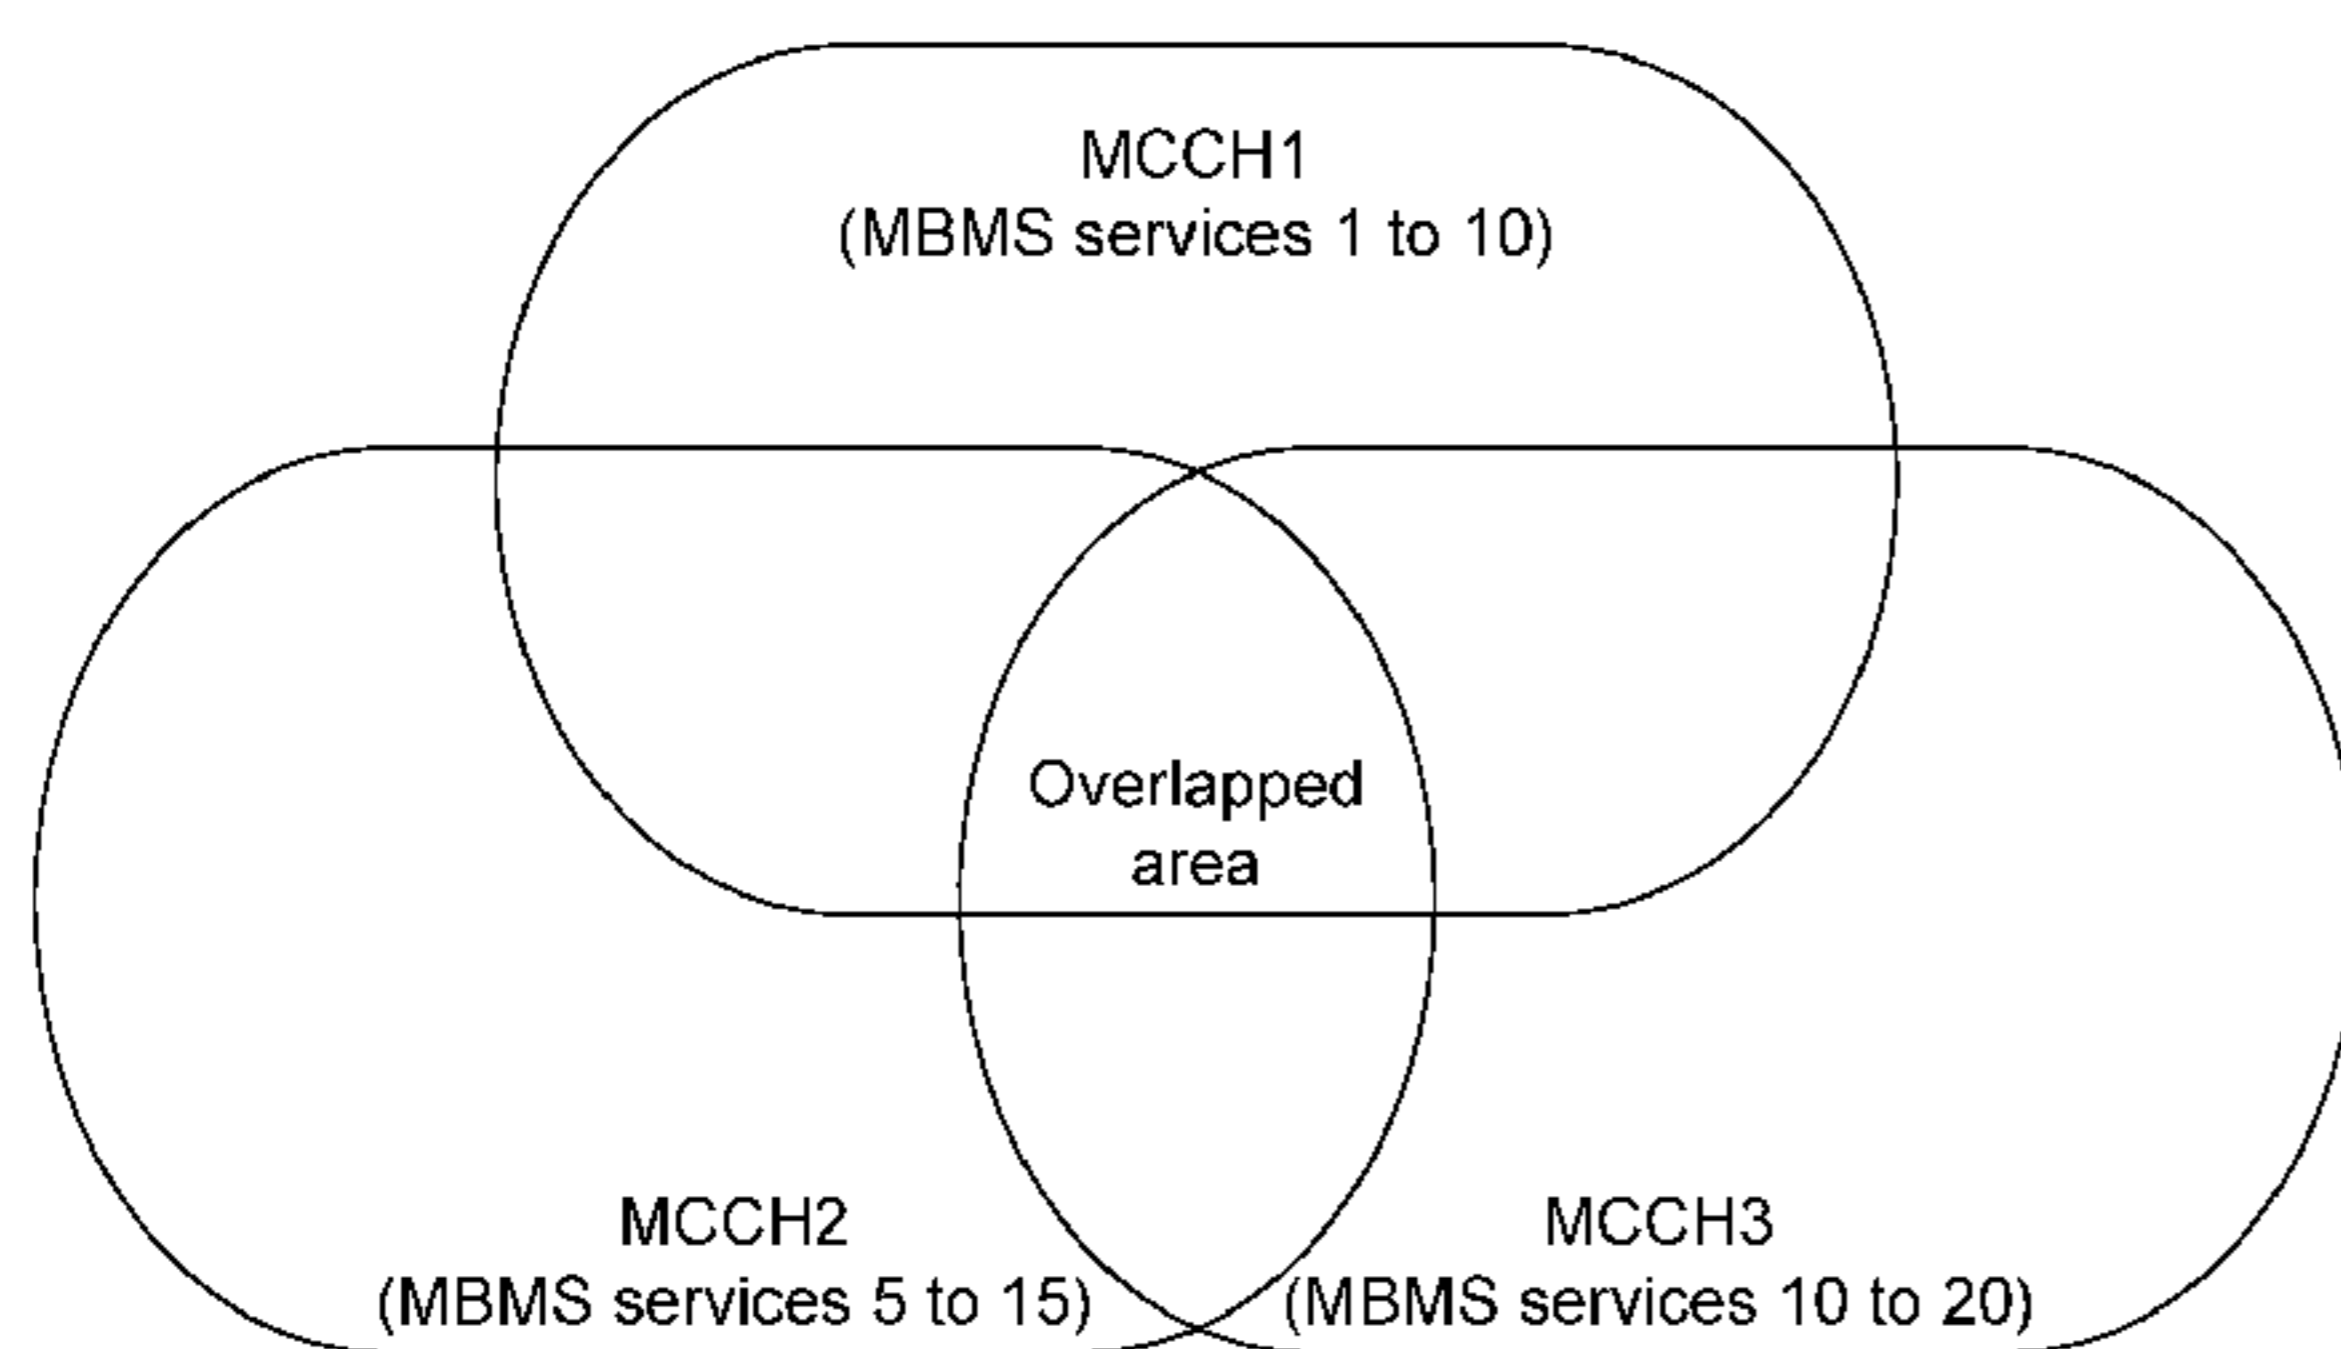 MCCH1
(MBMS services 1 to 10)
Overlapped
area
MCCH2
(MBMS services 5 to 15)
MCCH3
(MBMS services 10 to 20)